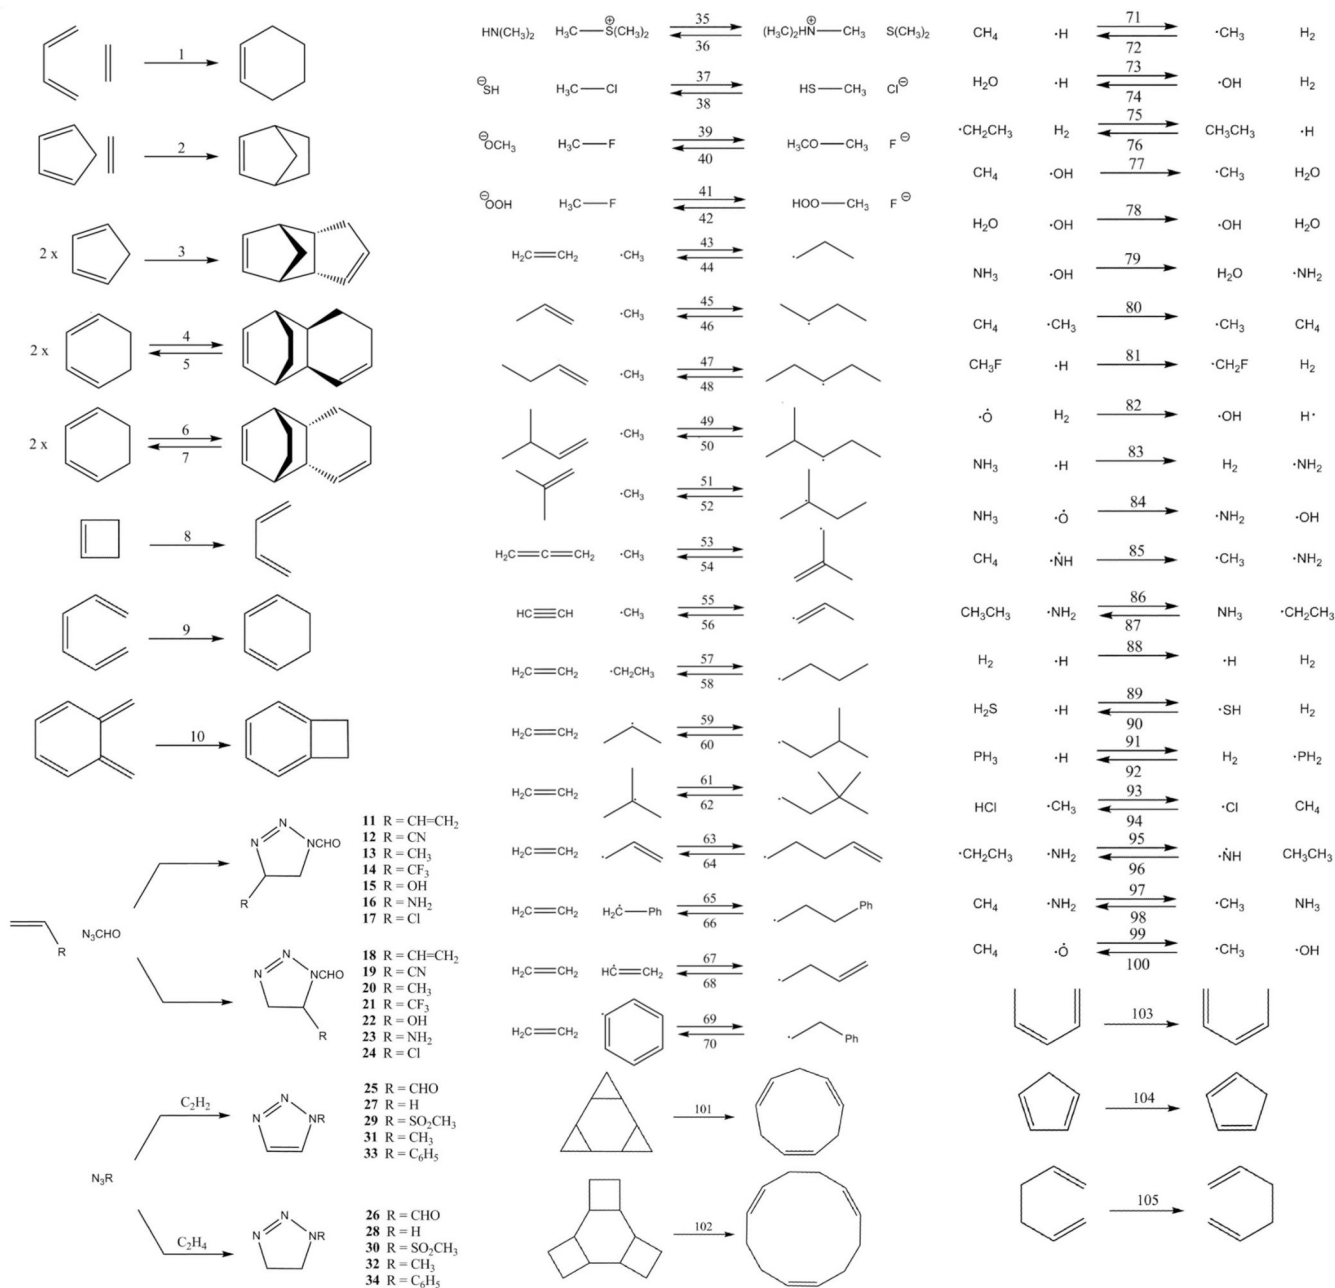 1
2
2 x
3
2 x
4
5
2 x
6
7
8
9
10
R
N₃CHO
N
N
NCHO
R
11 R = CH=CH₂
12 R = CN
13 R = CH₃
14 R = CF₃
15 R = OH
16 R = NH₂
17 R = Cl
N
N
NCHO
R
18 R = CH=CH₂
19 R = CN
20 R = CH₃
21 R = CF₃
22 R = OH
23 R = NH₂
24 R = Cl
N₃R
C₂H₂
N
N
NR
25 R = CHO
27 R = H
29 R = SO₂CH₃
31 R = CH₃
33 R = C₆H₅
C₂H₄
N
N
NR
26 R = CHO
28 R = H
30 R = SO₂CH₃
32 R = CH₃
34 R = C₆H₅
HN(CH₃)₂ H₃C—S⊕(CH₃)₂ 35 (H₃C)₂HN⊕—CH₃ S(CH₃)₂
36
⊖SH H₃C—Cl 37 HS—CH₃ Cl⊖
38
⊖OCH₃ H₃C—F 39 H₃CO—CH₃ F⊖
40
⊖OOH H₃C—F 41 HOO—CH₃ F⊖
42
H₂C=CH₂ ·CH₃ 43 ·
44
·CH₃ 45 ·
46
·CH₃ 47 ·
48
·CH₃ 49 ·
50
·CH₃ 51 ·
52
H₂C=C=CH₂ ·CH₃ 53 ·
54
HC≡CH ·CH₃ 55 ·
56
H₂C=CH₂ ·CH₂CH₃ 57 ·
58
H₂C=CH₂ · 59 ·
60
H₂C=CH₂ · 61 ·
62
H₂C=CH₂ · 63 ·
64
H₂C=CH₂ H₂Ċ—Ph 65 · Ph
66
H₂C=CH₂ HĊ=CH₂ 67 ·
68
H₂C=CH₂ · 69 · Ph
70
101
102
CH₄ ·H 71 ·CH₃ H₂
72
H₂O ·H 73 ·OH H₂
74
·CH₂CH₃ H₂ 75 CH₃CH₃ ·H
76
CH₄ ·OH 77 ·CH₃ H₂O
H₂O ·OH 78 ·OH H₂O
NH₃ ·OH 79 H₂O ·NH₂
CH₄ ·CH₃ 80 ·CH₃ CH₄
CH₃F ·H 81 ·CH₂F H₂
·Ȯ H₂ 82 ·OH H·
NH₃ ·H 83 H₂ ·NH₂
NH₃ ·Ȯ 84 ·NH₂ ·OH
CH₄ ·ṄH 85 ·CH₃ ·NH₂
CH₃CH₃ ·NH₂ 86 NH₃ ·CH₂CH₃
87
H₂ ·H 88 ·H H₂
H₂S ·H 89 ·SH H₂
90
PH₃ ·H 91 H₂ ·PH₂
92
HCl ·CH₃ 93 ·Cl CH₄
94
·CH₂CH₃ ·NH₂ 95 ·ṄH CH₃CH₃
96
CH₄ ·NH₂ 97 ·CH₃ NH₃
98
CH₄ ·Ȯ 99 ·CH₃ ·OH
100
103
104
105